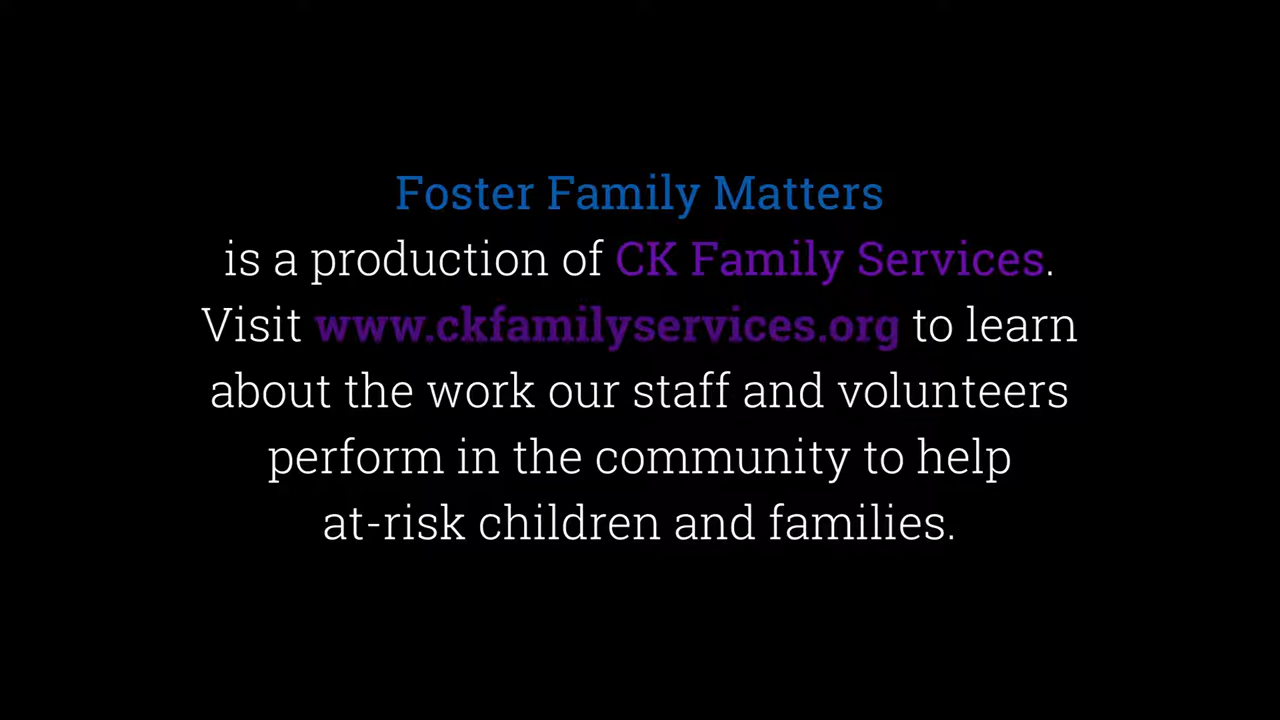 Foster Family Matters
is a production of CK Family Services.
Visit www.ckfamilyservices.org to learn
about the work our staff and volunteers
perform in the community to help
at-risk children and families.